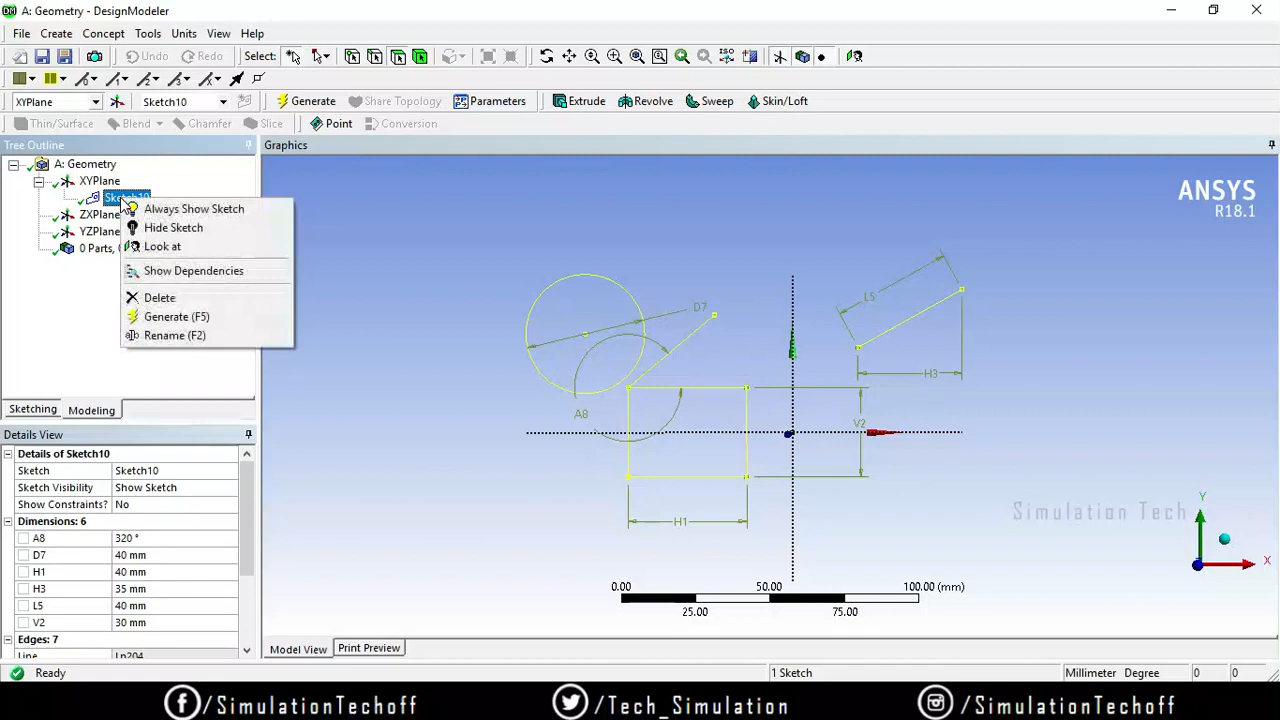 A: Geometry - DesignModeler
File Create Concept Tools Units View Help
Undo Redo Select:
XYPlane Sketch10 Generate Share Topology Parameters Extrude Revolve Sweep Skin/Loft
Thin/Surface Blend Chamfer Slice Point Conversion
Tree Outline
A: Geometry
XYPlane
Sketch10
ZXPlane
YZPlane
0 Parts,
Always Show Sketch
Hide Sketch
Look at
Show Dependencies
Delete
Generate (F5)
Rename (F2)
Sketching Modeling
Details View
Details of Sketch10
Sketch Sketch10
Sketch Visibility Show Sketch
Show Constraints? No
Dimensions: 6
A8 320 °
D7 40 mm
H1 40 mm
H3 35 mm
L5 40 mm
V2 30 mm
Edges: 7
Line Ln204
Graphics
ANSYS
R18.1
D7
L5
H3
A8
V2
H1
Simulation Tech
Y
X
0.00 50.00 100.00 (mm)
25.00 75.00
Model View Print Preview
Ready 1 Sketch Millimeter Degree 0 0
/SimulationTechoff /Tech_Simulation /SimulationTechoff